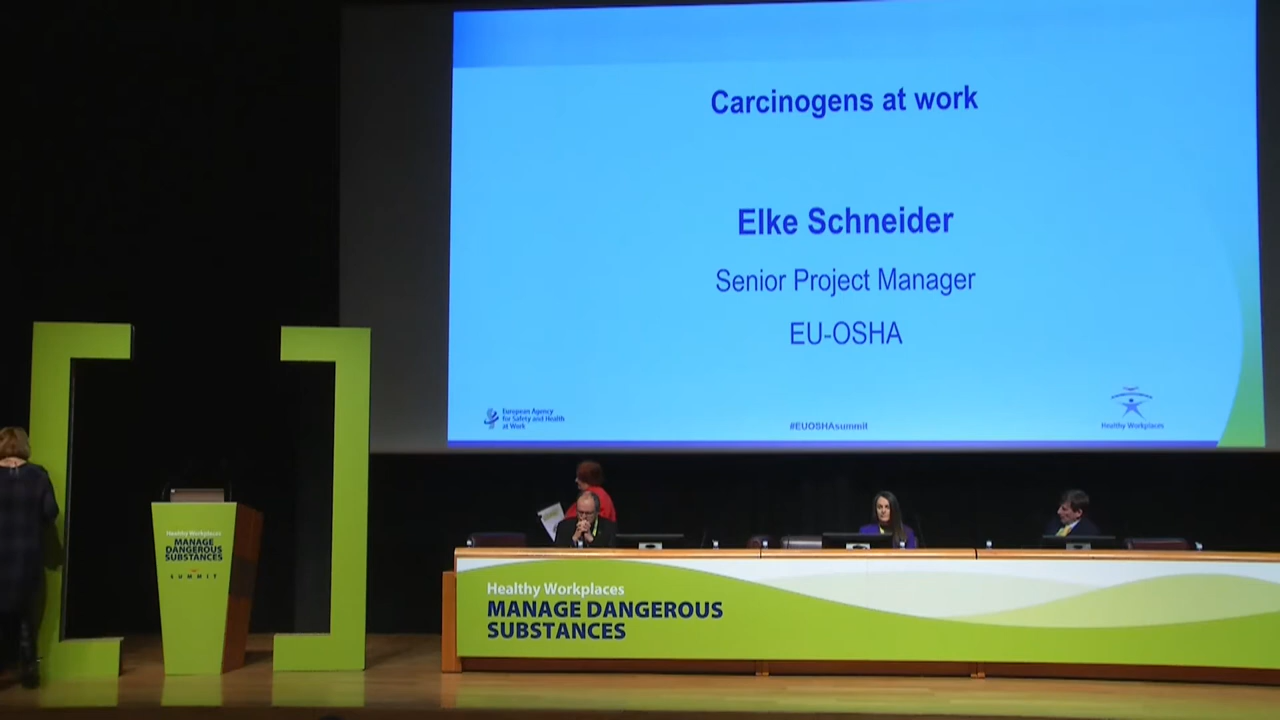 Carcinogens at work
Elke Schneider
Senior Project Manager
EU-OSHA
European Agency
for Safety and Health
at Work
#EUOSHAsummit
Healthy Workplaces
Healthy Workplaces
MANAGE
DANGEROUS
SUBSTANCES
SUMMIT
Healthy Workplaces
MANAGE DANGEROUS
SUBSTANCES